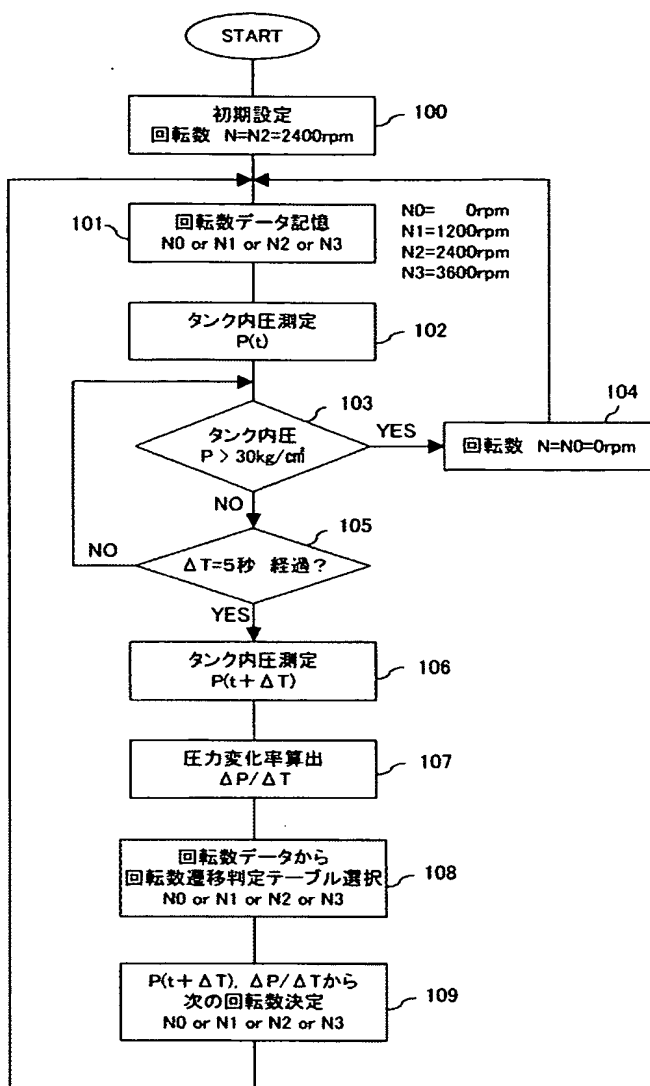 START
初期設定
回転数 N=N2=2400rpm
100
回転数データ記憶
N0 or N1 or N2 or N3
101
N0= 0rpm
N1=1200rpm
N2=2400rpm
N3=3600rpm
タンク内圧測定
P(t)
102
タンク内圧
P > 30kg/c㎡
103
YES
回転数 N=N0=0rpm
104
NO
ΔT=5秒 経過?
105
NO
YES
タンク内圧測定
P(t+ΔT)
106
圧力変化率算出
ΔP/ΔT
107
回転数データから
回転数遷移判定テーブル選択
N0 or N1 or N2 or N3
108
P(t+ΔT), ΔP/ΔTから
次の回転数決定
N0 or N1 or N2 or N3
109